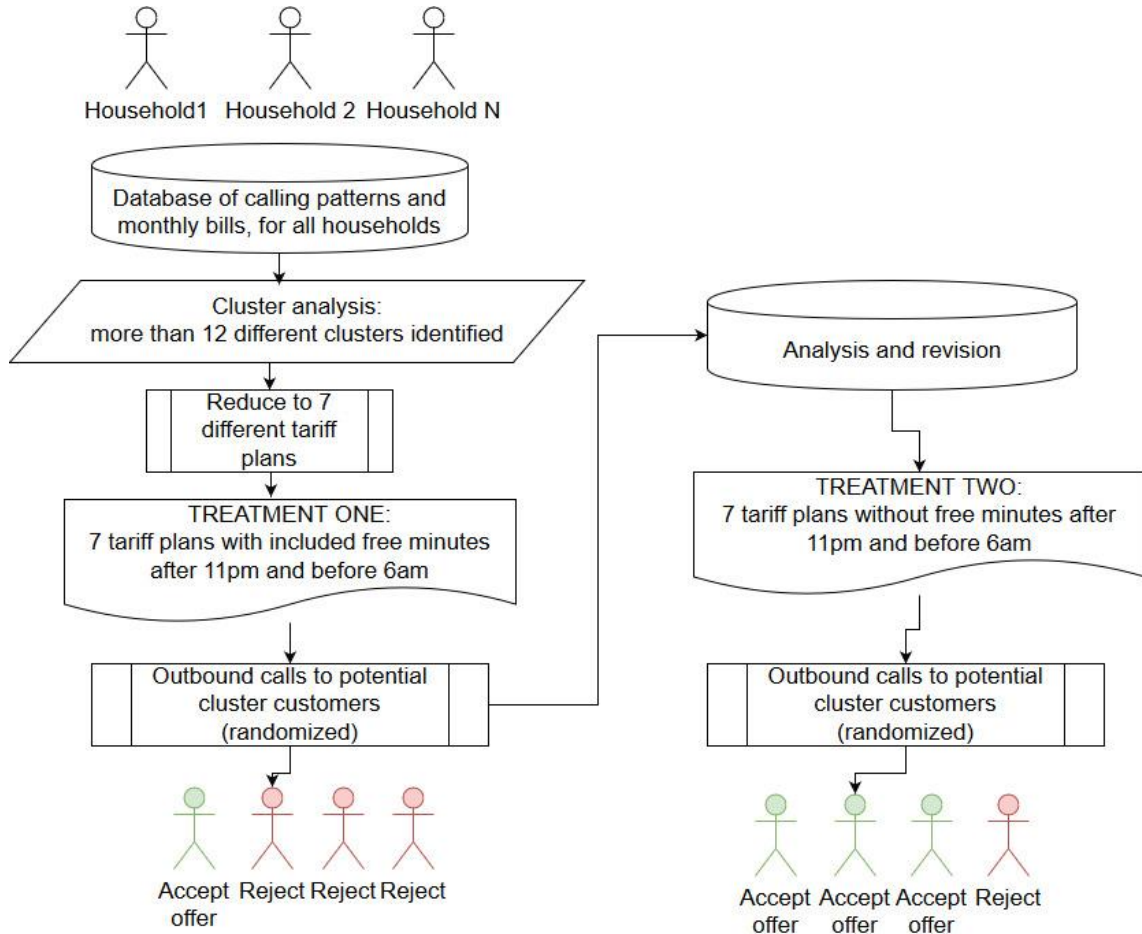 Household1
Household 2
Household N
Database of calling patterns and
monthly bills, for all households
Cluster analysis:
more than 12 different clusters identified
Reduce to 7
different tariff
plans
TREATMENT ONE:
7 tariff plans with included free minutes
after 11pm and before 6am
Outbound calls to potential
cluster customers
(randomized)
Accept
offer
Reject
Reject
Reject
Analysis and revision
TREATMENT TWO:
7 tariff plans without free minutes after
11pm and before 6am
Outbound calls to potential
cluster customers
(randomized)
Accept
offer
Accept
offer
Accept
offer
Reject